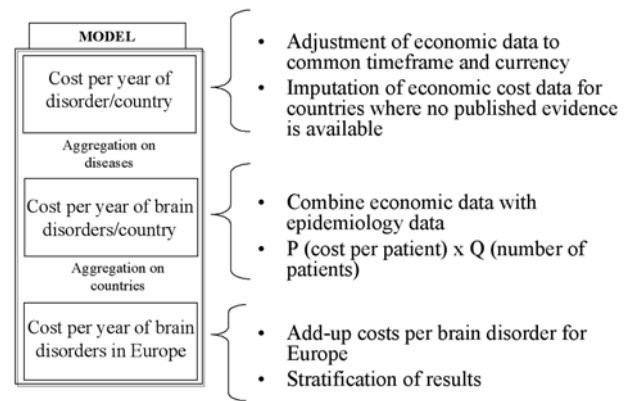 MODEL
Cost per year of
disorder/country
Aggregation on
diseases
Cost per year of brain
disorders/country
Aggregation on
countries
Cost per year of brain
disorders in Europe
• Adjustment of economic data to
common timeframe and currency
• Imputation of economic cost data for
countries where no published evidence
is available
• Combine economic data with
epidemiology data
• P (cost per patient) x Q (number of
patients)
• Add-up costs per brain disorder for
Europe
• Stratification of results